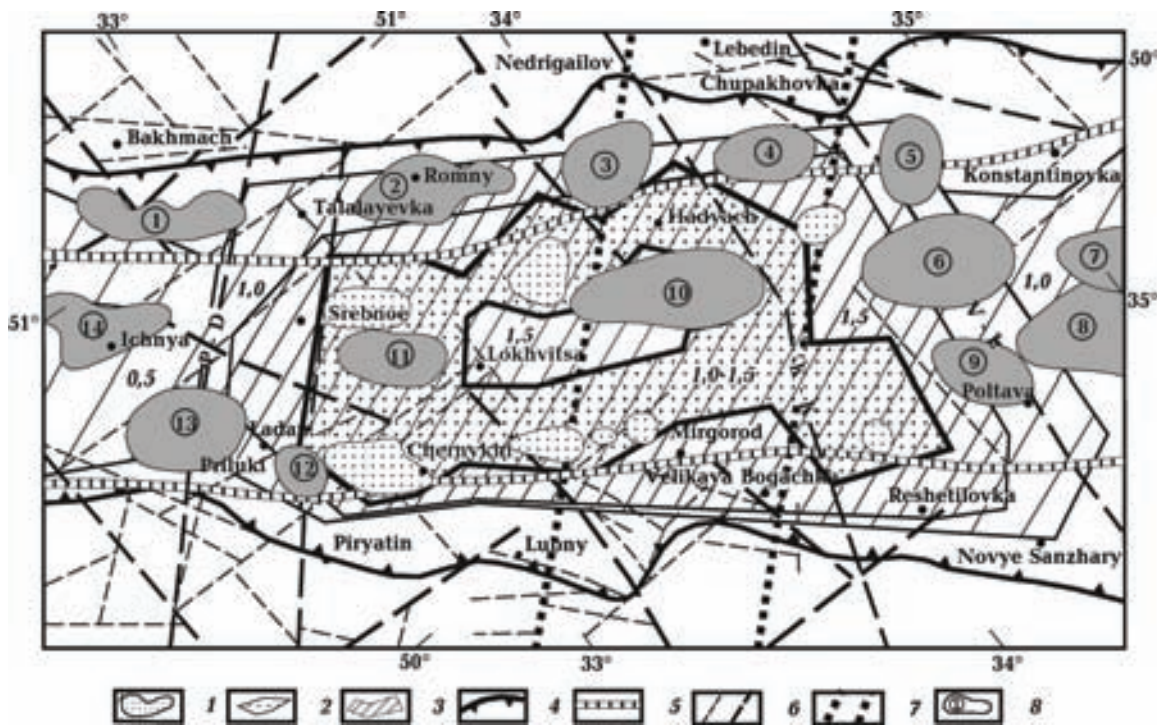 33° 51° 34° 35°
50°
Lebedin
Nedrigailov
Chupakhovka
Bakhmach
3 4 5
Konstantinovka
2 Romny
1 Talalayevka
Hadyach
6 7
1,0 10 1,0
35°
51° 14 Srebnoe
1,5 1,5 8
Ichnya 11 Lokhvitsa
0,5 1,0-1,5 9
Poltava
13 Ladan Mirgorod
Priluki 12 Chernykhi
Velikaya Bogachka
Reshetilovka
Piryatin Lubny
Novye Sanzhary
50° 33° 34°
1 2 3 4 5 6 7 8